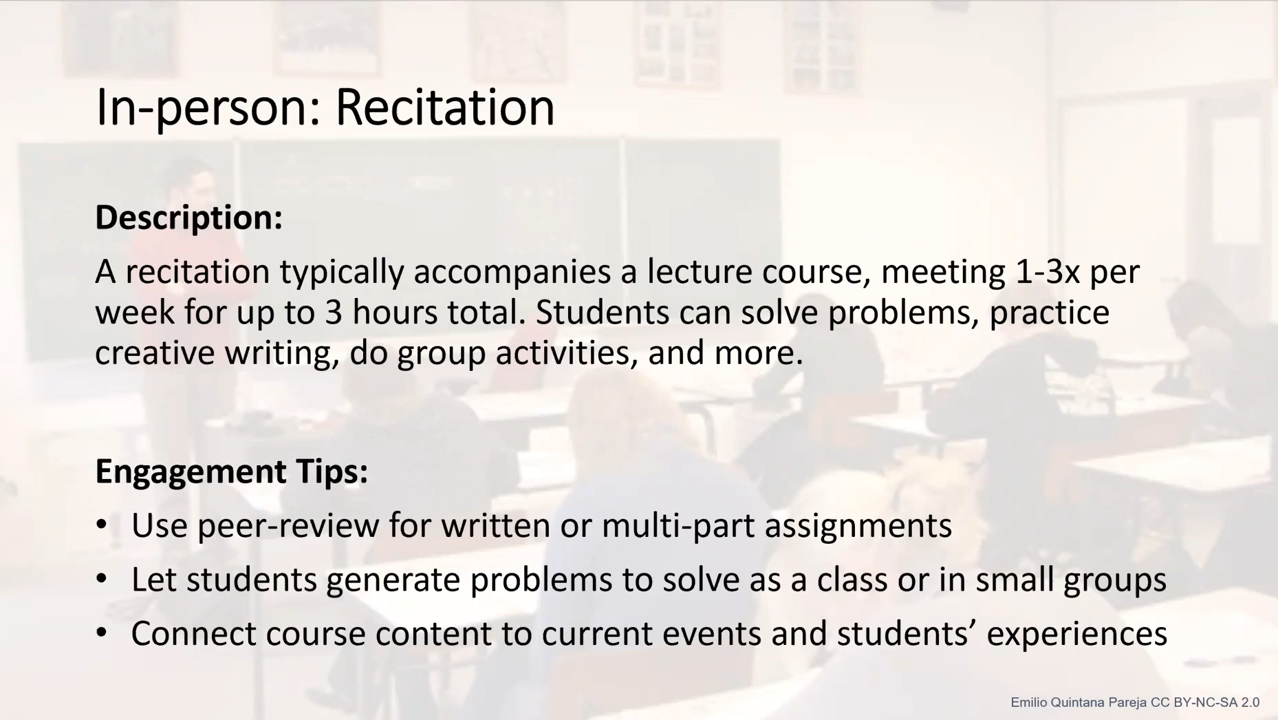 In-person: Recitation
Description:
A recitation typically accompanies a lecture course, meeting 1-3x per
week for up to 3 hours total. Students can solve problems, practice
creative writing, do group activities, and more.
Engagement Tips:
• Use peer-review for written or multi-part assignments
• Let students generate problems to solve as a class or in small groups
• Connect course content to current events and students’ experiences
Emilio Quintana Pareja CC BY-NC-SA 2.0